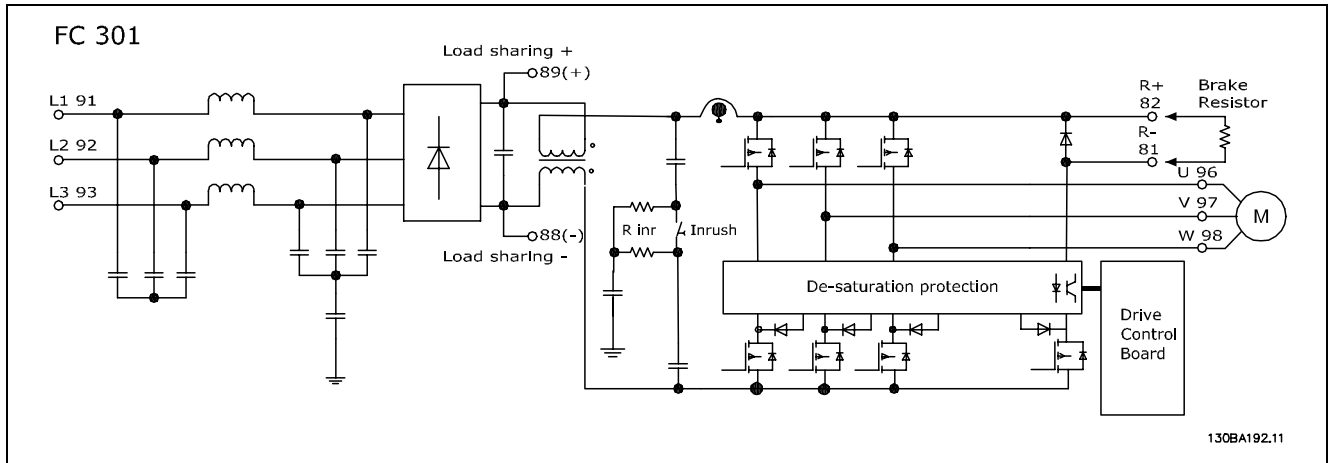 FC 301
Load sharing +
89(+)
L1 91
L2 92
L3 93
88(-)
Load sharing -
R inr
Inrush
R+
82
R-
81
Brake
Resistor
U 96
V 97
W 98
M
De-saturation protection
Drive
Control
Board
130BA192.11